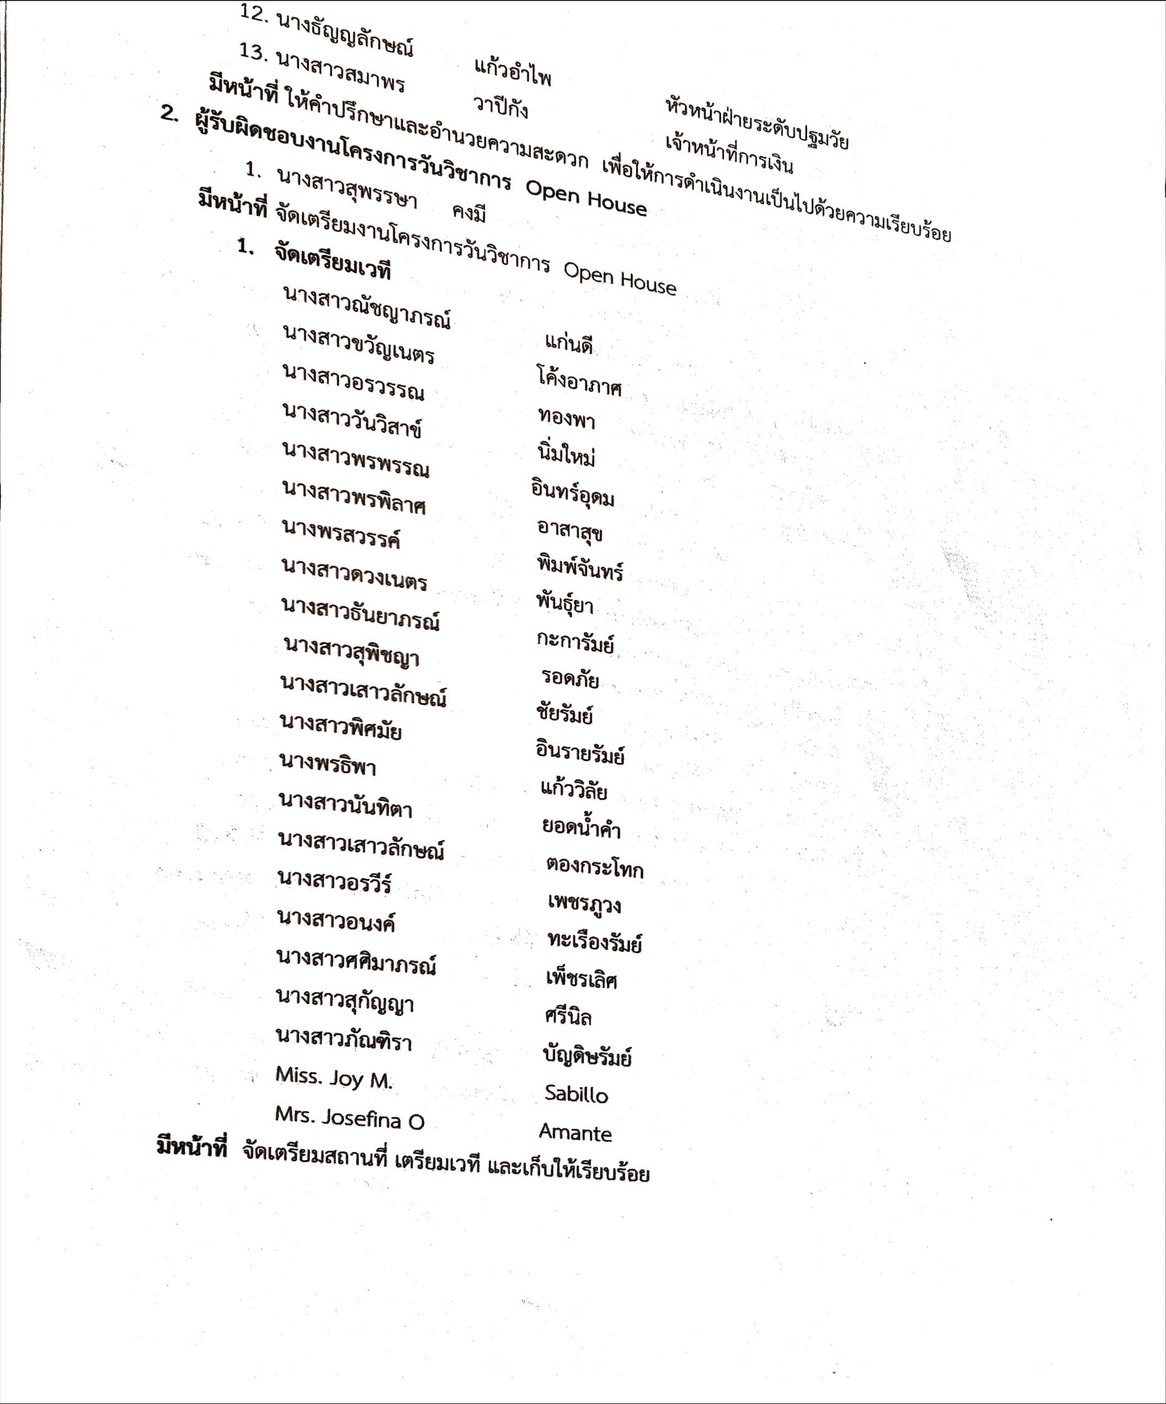 12. นางธัญญลักษณ์ แก้วอำไพ หัวหน้าฝ่ายระดับปฐมวัย
13. นางสาวสมาพร วาปีกัง เจ้าหน้าที่การเงิน
มีหน้าที่ ให้คำปรึกษาและอำนวยความสะดวก เพื่อให้การดำเนินงานเป็นไปด้วยความเรียบร้อย
2. ผู้รับผิดชอบงานโครงการวันวิชาการ Open House
1. นางสาวสุพรรษา คงมี
มีหน้าที่ จัดเตรียมงานโครงการวันวิชาการ Open House
1. จัดเตรียมเวที
นางสาวณัชญาภรณ์ แก่นดี
นางสาวขวัญเนตร โค้งอาภาศ
นางสาวอรวรรณ ทองพา
นางสาววันวิสาข์ นิ่มใหม่
นางสาวพรพรรณ อินทร์อุดม
นางสาวพรพิลาศ อาสาสุข
นางพรสวรรค์ พิมพ์จันทร์
นางสาวดวงเนตร พันธุ์ยา
นางสาวธันยาภรณ์ กะการัมย์
นางสาวสุพิชญา รอดภัย
นางสาวเสาวลักษณ์ ชัยรัมย์
นางสาวพิศมัย อินรายรัมย์
นางพรธิพา แก้ววิลัย
นางสาวนันทิตา ยอดน้ำคำ
นางสาวเสาวลักษณ์ ตองกระโทก
นางสาวอรวีร์ เพชรภูวง
นางสาวอนงค์ ทะเรืองรัมย์
นางสาวศศิมาภรณ์ เพ็ชรเลิศ
นางสาวสุกัญญา ศรีนิล
นางสาวภัณฑิรา บัญดิษรัมย์
Miss. Joy M. Sabillo
Mrs. Josefina O Amante
มีหน้าที่ จัดเตรียมสถานที่ เตรียมเวที และเก็บให้เรียบร้อย